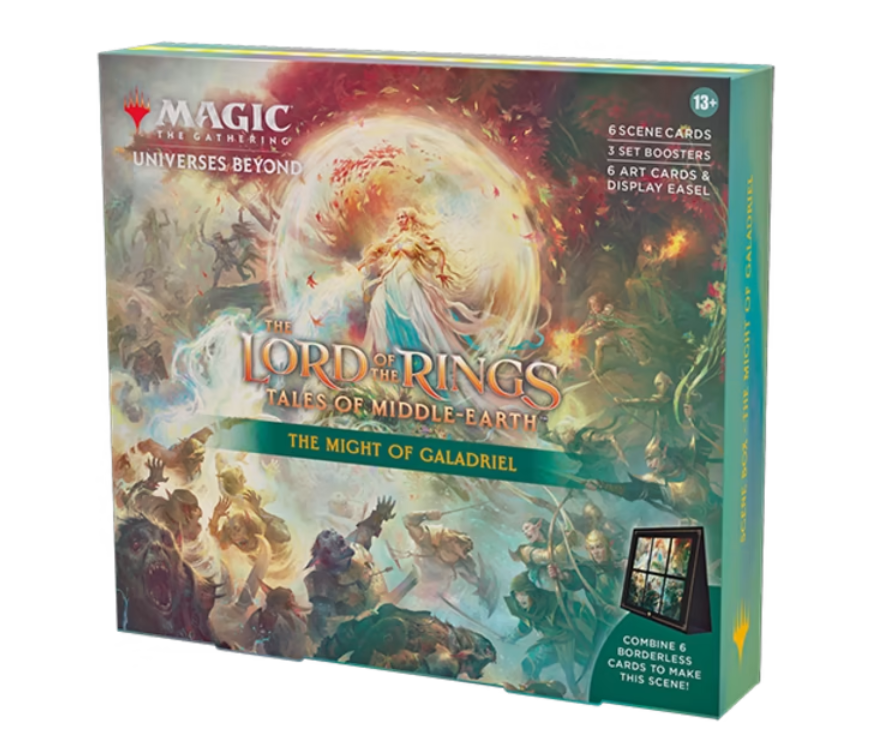 MAGIC
THE GATHERING
UNIVERSES BEYOND
13+
6 SCENE CARDS
3 SET BOOSTERS
6 ART CARDS &
DISPLAY EASEL
THE
LORD OF THE RINGS
TALES OF MIDDLE-EARTH
THE MIGHT OF GALADRIEL
COMBINE 6
BORDERLESS
CARDS TO MAKE
THIS SCENE!
SCENE BOX – THE MIGHT OF GALADRIEL